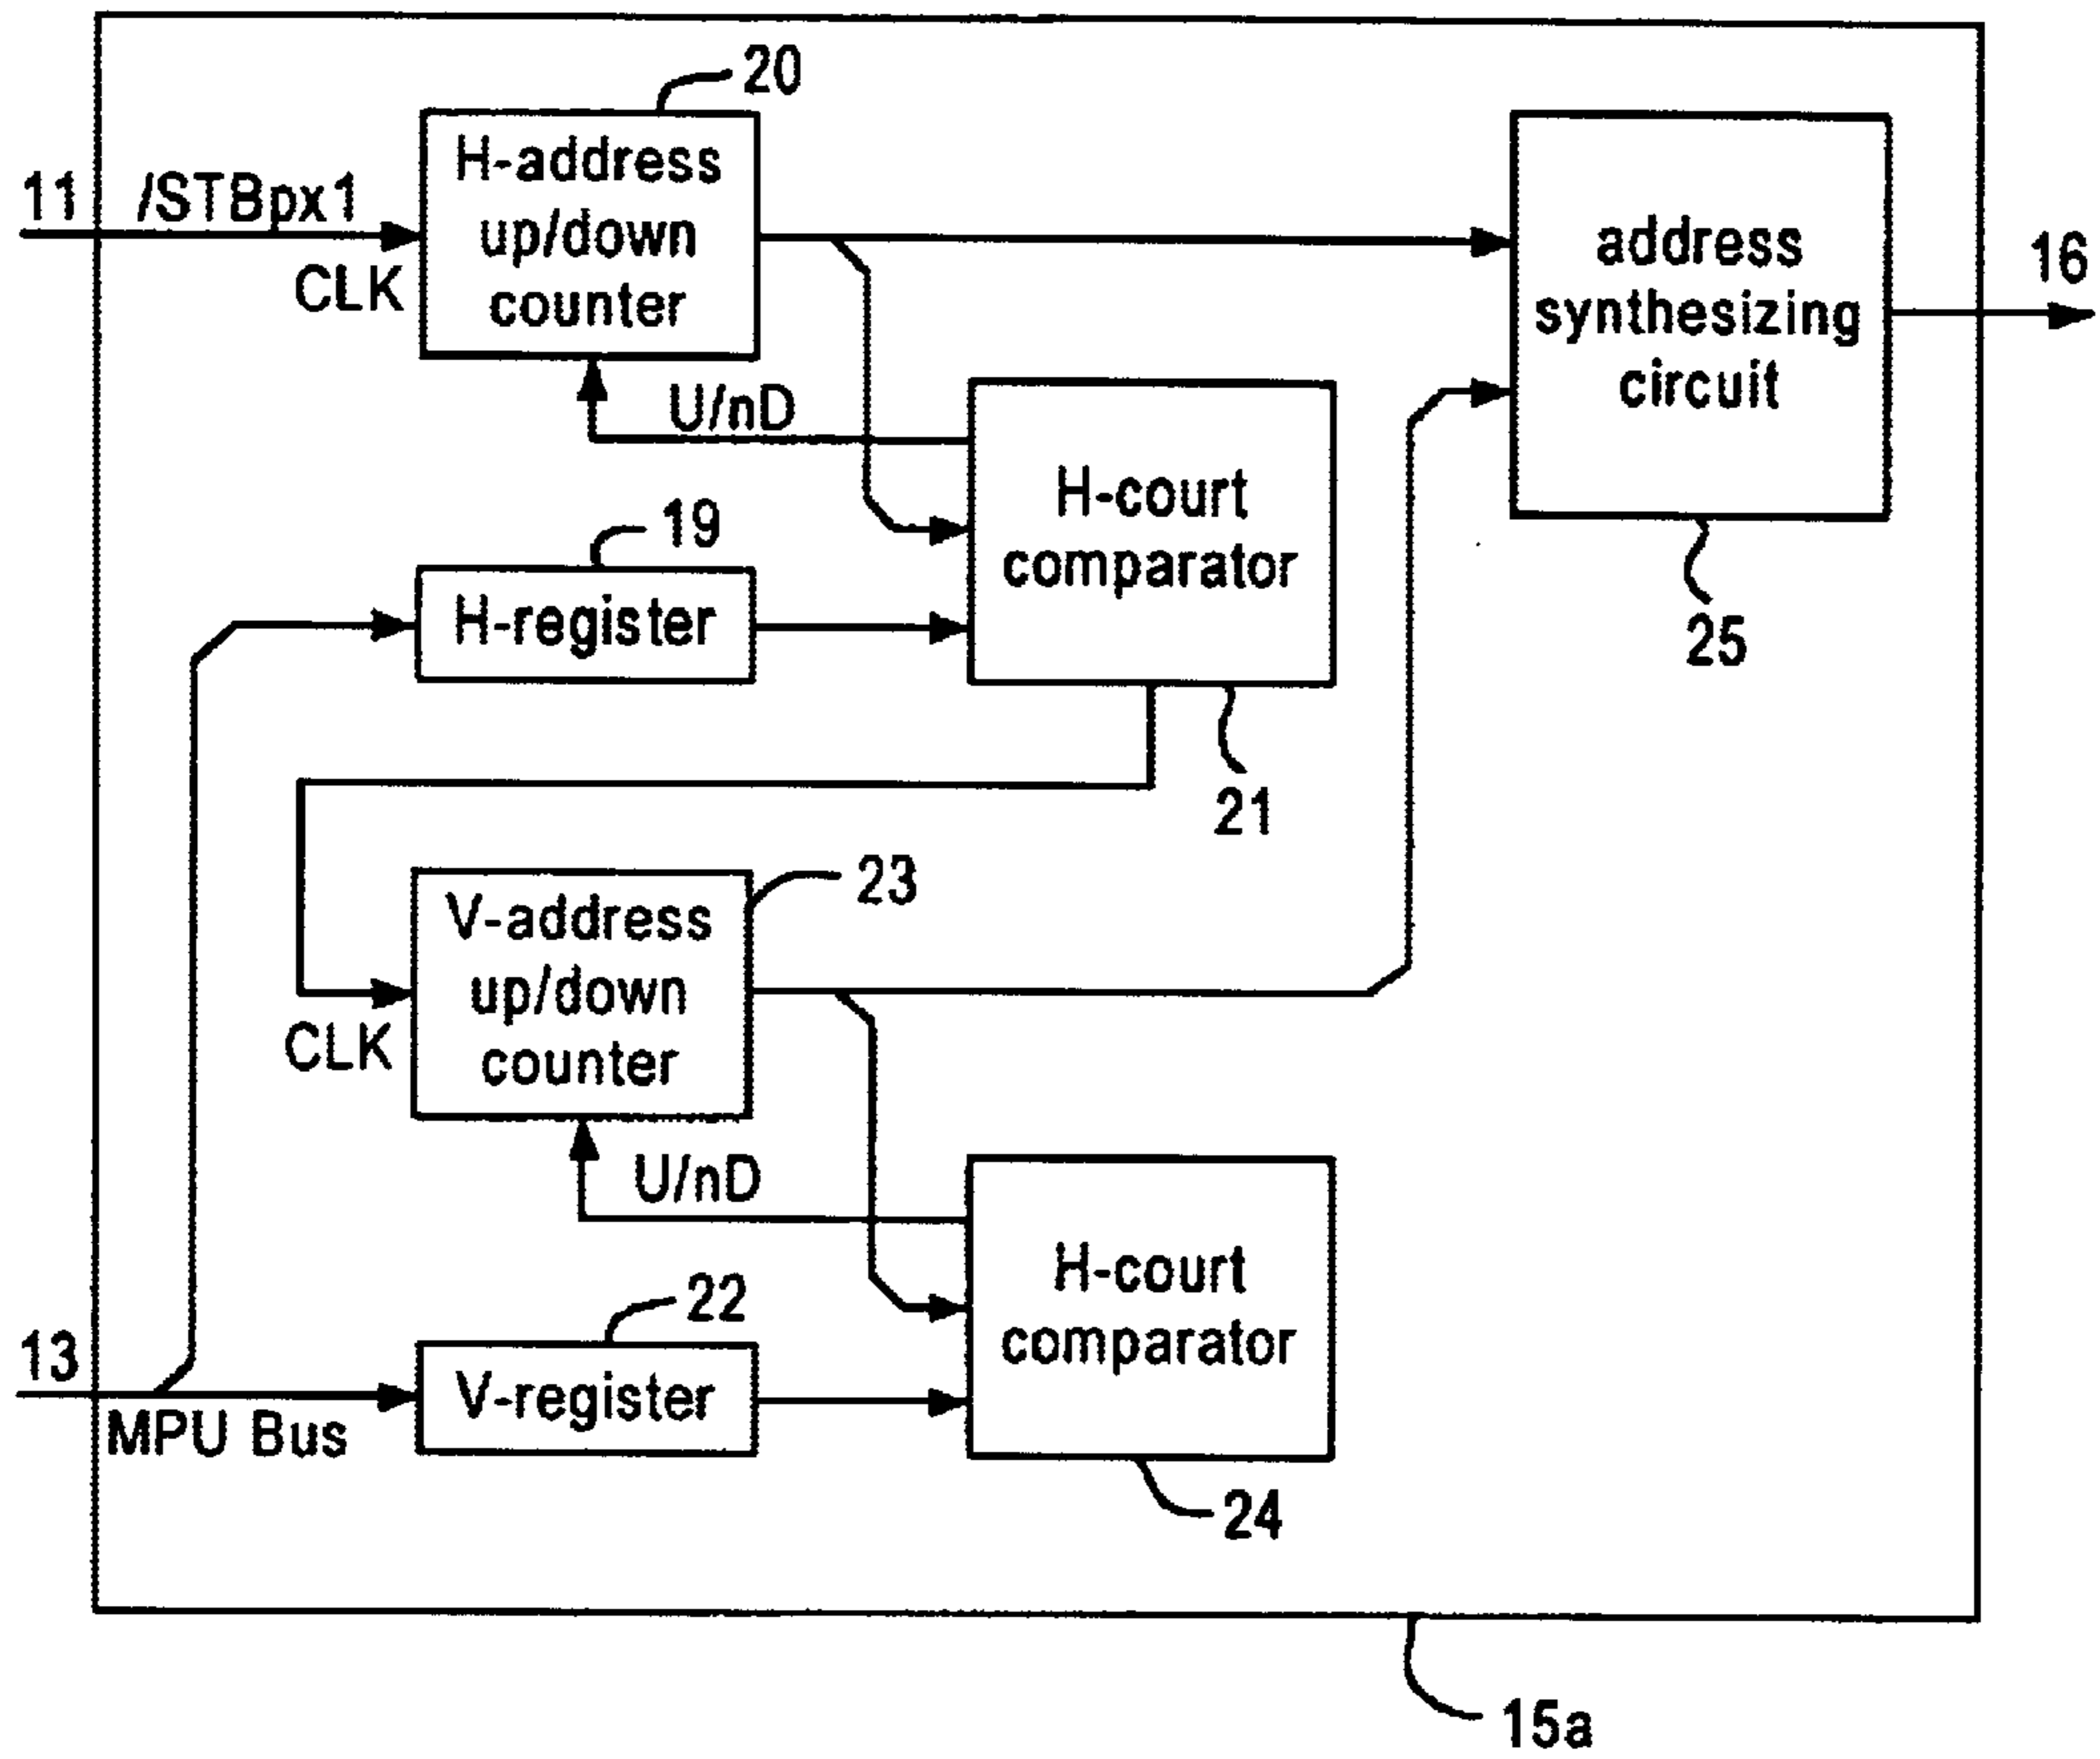 20
H-address
up/down
counter
11
/STBpx1
CLK
address
synthesizing
circuit
16
U/nD
H-court
comparator
19
H-register
25
21
23
V-address
up/down
counter
CLK
U/nD
H-court
comparator
22
V-register
13
MPU Bus
24
15a